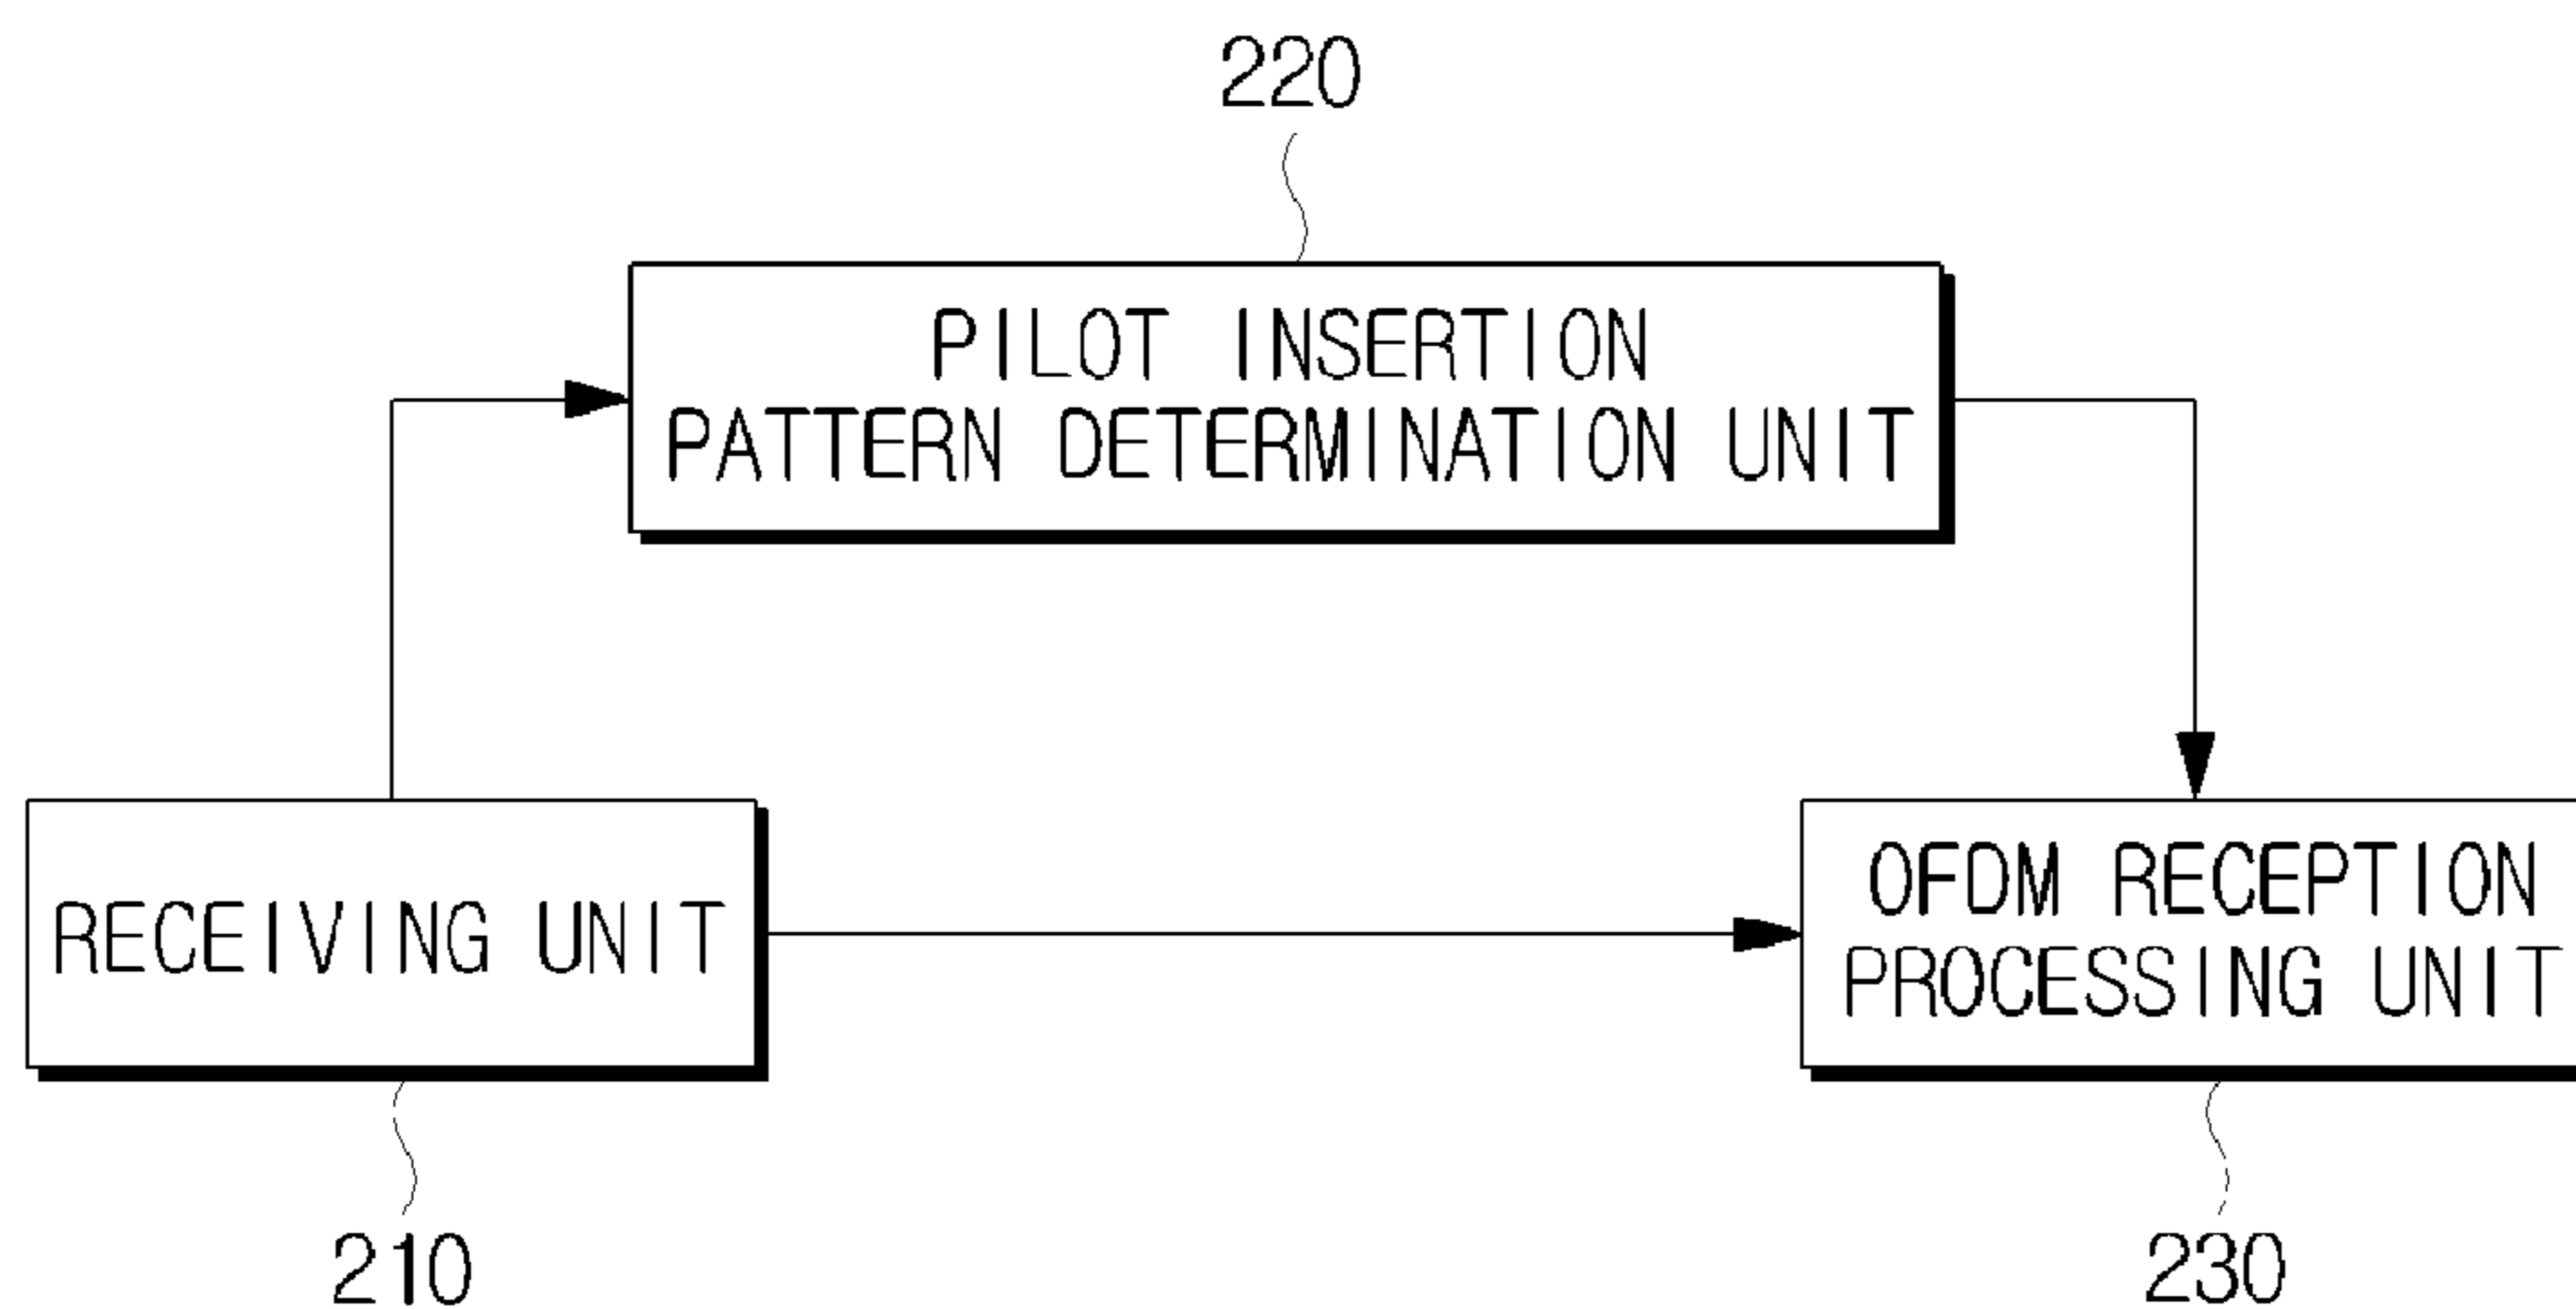 220
PILOT INSERTION
PATTERN DETERMINATION UNIT
RECEIVING UNIT
OFDM RECEPTION
PROCESSING UNIT
210
230